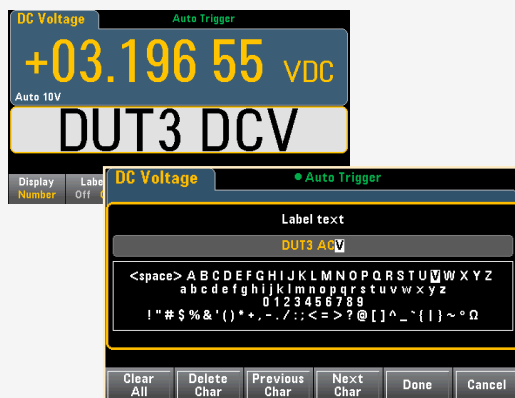 DC Voltage
Auto Trigger
+03.196 55 VDC
Auto 10V
DUT3 DCV
Display
Number
Off
DC Voltage
Auto Trigger
Label text
DUT3 ACV
<space> A B C D E F G H I J K L M N O P Q R S T U V W X Y Z
a b c d e f g h i j k l m n o p q r s t u v w x y z
0 1 2 3 4 5 6 7 8 9
! " # $ % & ' ( ) * + , - . / : ; < = > ? @ [ ] ^ _ ` { | } ~ ° Ω
Clear All
Delete Char
Previous Char
Next Char
Done
Cancel